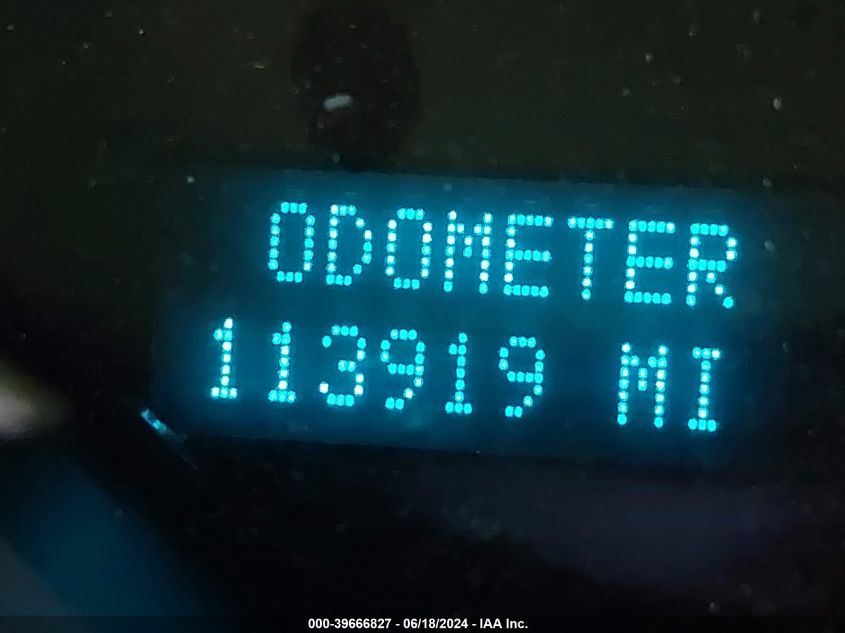 ODOMETER
113919 MI
000-39666827 - 06/18/2024 - IAA Inc.